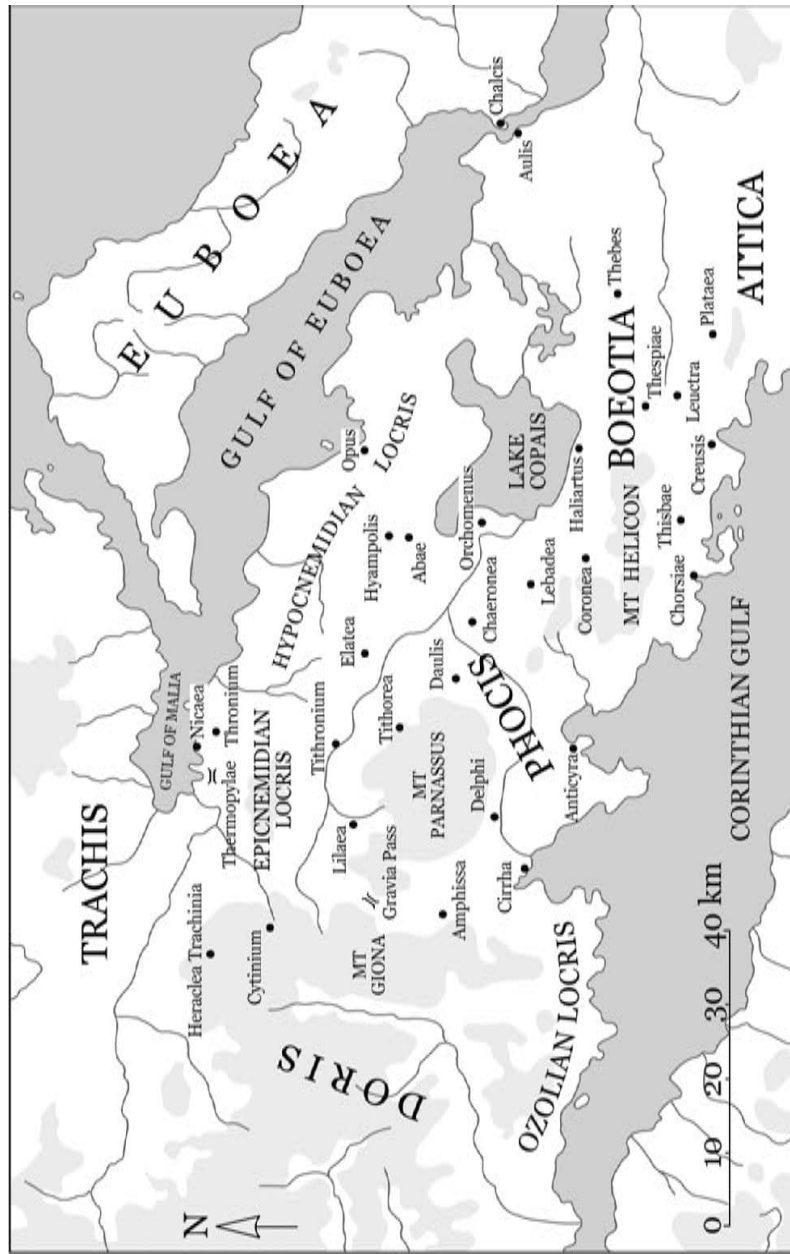 TRACHIS
EUBOEA
GULF OF MALIA
Nicaea
Thronium
Thermopylae
Heraclea Trachinia
EPICNEMIDIAN
LOCRIS
Cytinium
GULF OF EUBOEA
HYPOCNEMIDIAN
LOCRIS
Opus
Tithronium
Elatea
Hyampolis
Abae
Lilaea
Gravia Pass
MT
GIONA
Tithorea
MT
PARNASSUS
DORIS
Amphissa
Daulis
PHOCIS
Chaeronea
Orchomenus
LAKE
COPAIS
Chalcis
Aulis
Delphi
Cirrha
Lebadea
Coronea
Haliartus
Anticyra
OZOLIAN LOCRIS
MT HELICON
BOEOTIA
Thebes
Thespiae
Leuctra
Plataea
Thisbae
Creusis
Chorsiae
ATTICA
CORINTHIAN GULF
N
0 10 20 30 40 km